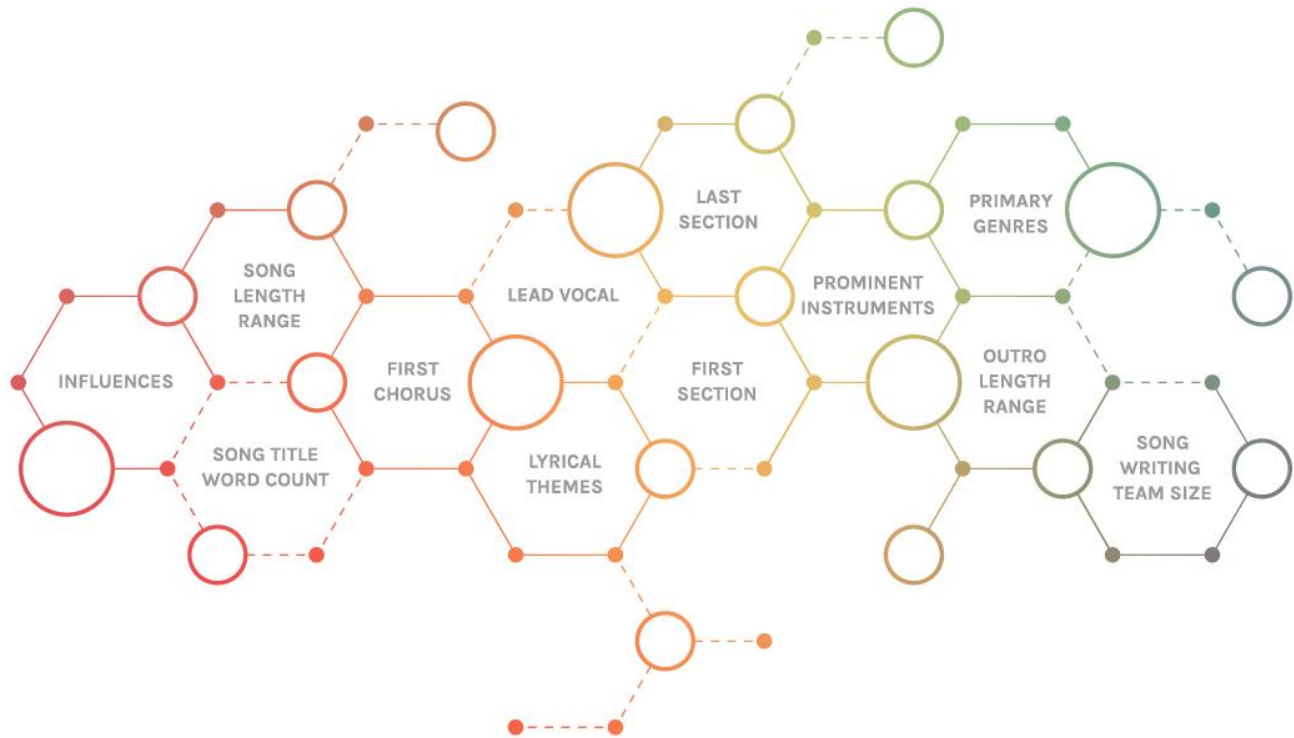 LAST
SECTION
PRIMARY
GENRES
SONG
LENGTH
RANGE
LEAD VOCAL
PROMINENT
INSTRUMENTS
INFLUENCES
FIRST
CHORUS
FIRST
SECTION
OUTRO
LENGTH
RANGE
SONG TITLE
WORD COUNT
LYRICAL
THEMES
SONG
WRITING
TEAM SIZE